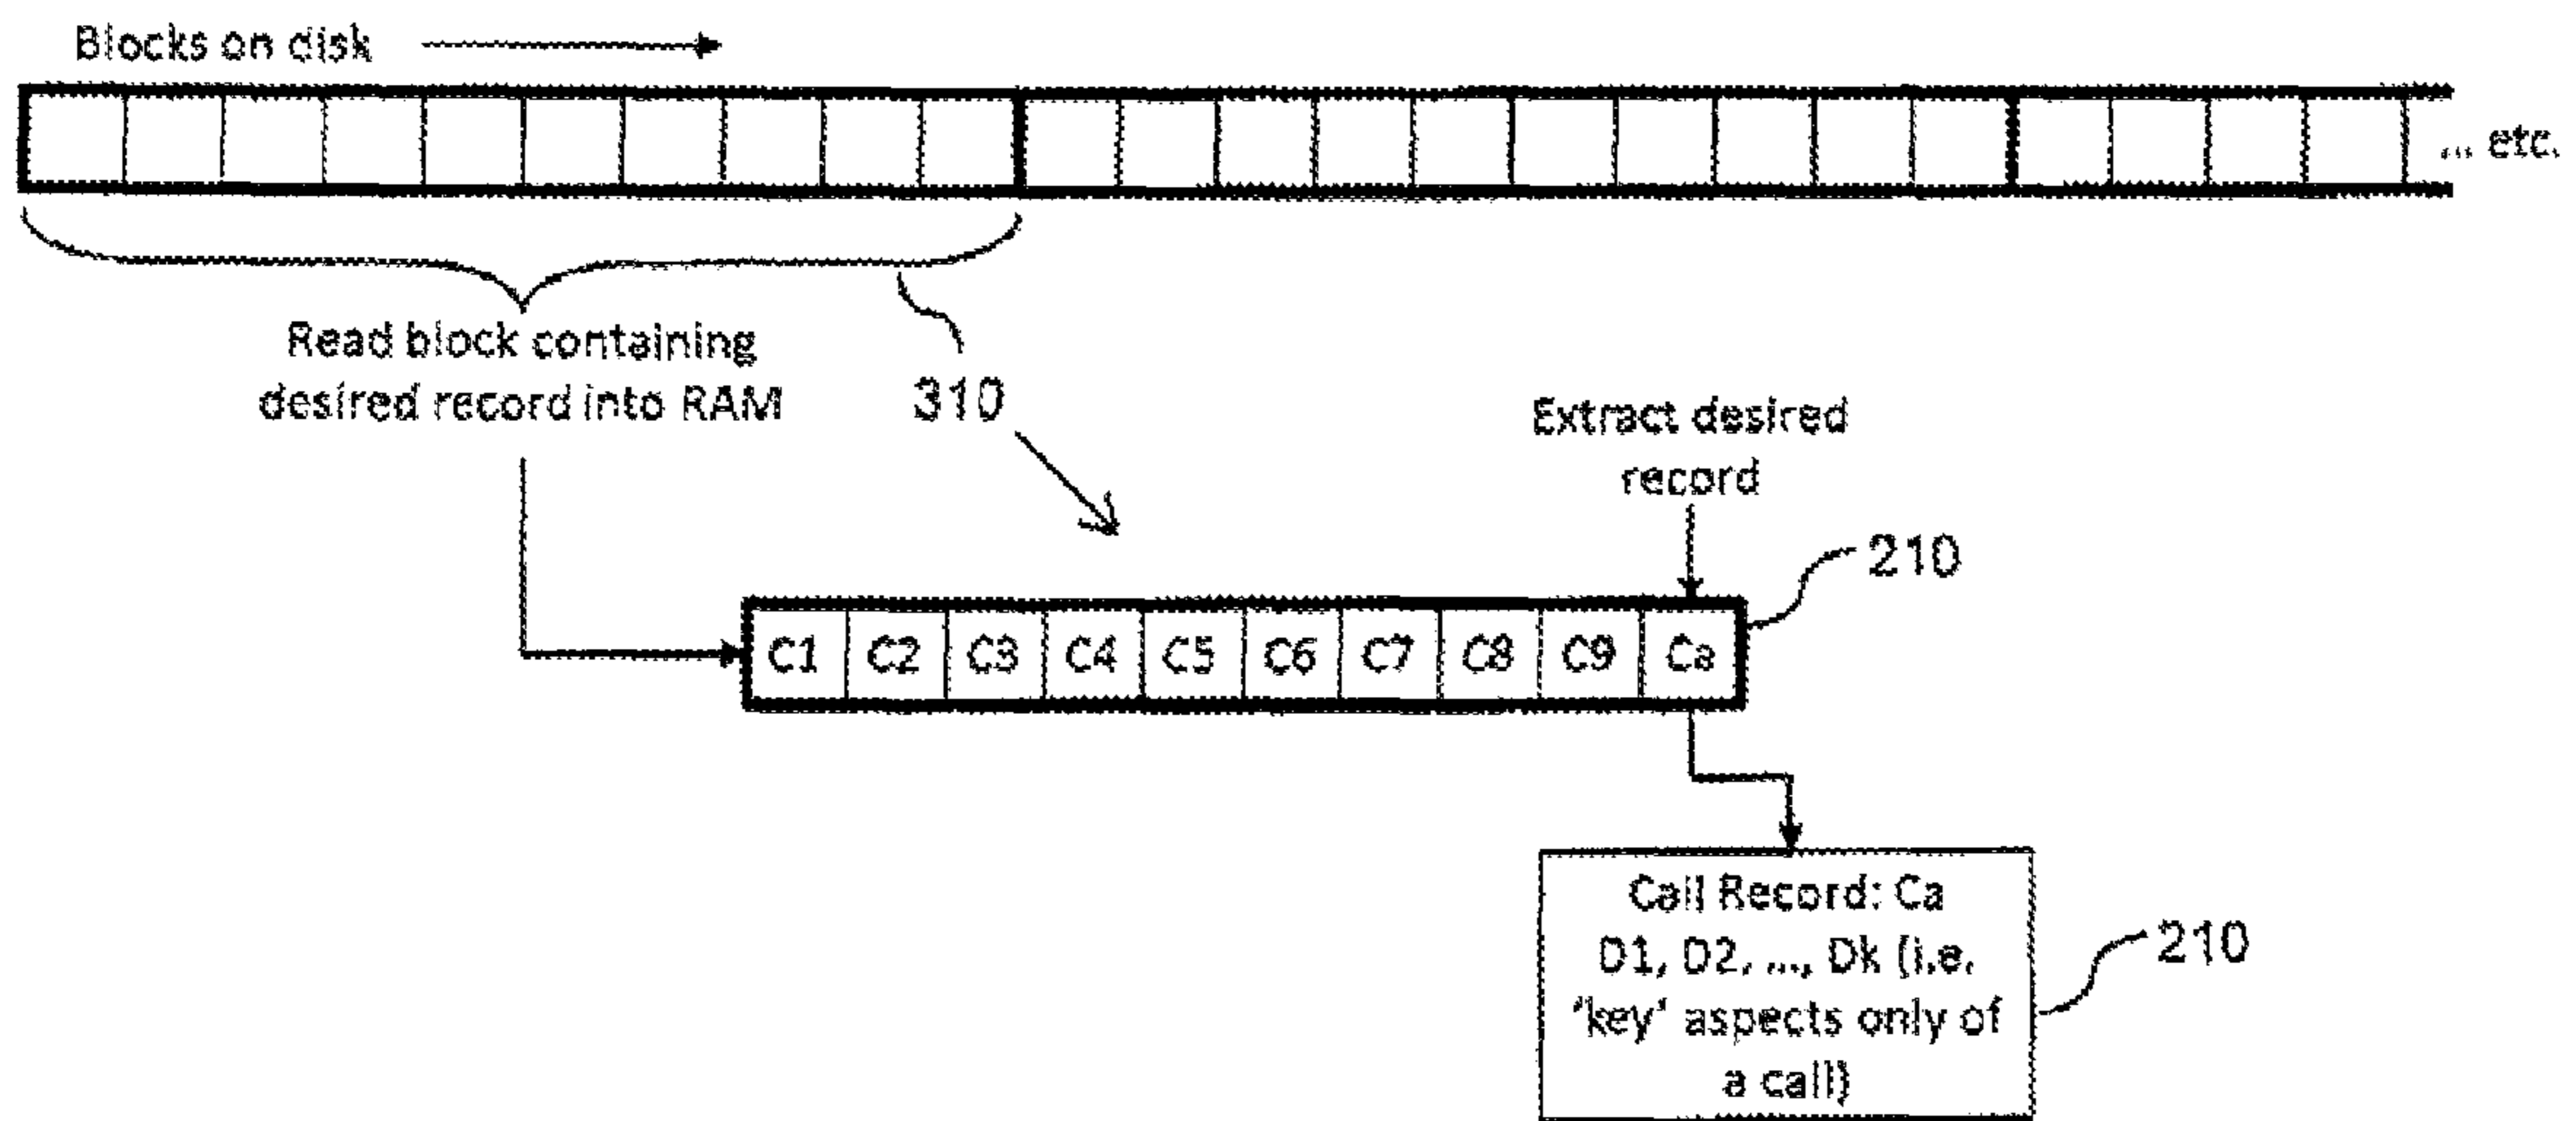 Blocks on disk
... etc.
Read block containing
desired record into RAM
310
Extract desired
record
210
C1 C2 C3 C4 C5 C6 C7 C8 C9 Ca
Call Record: Ca
D1, D2, ..., Dk (i.e.
'key' aspects only of
a call)
210